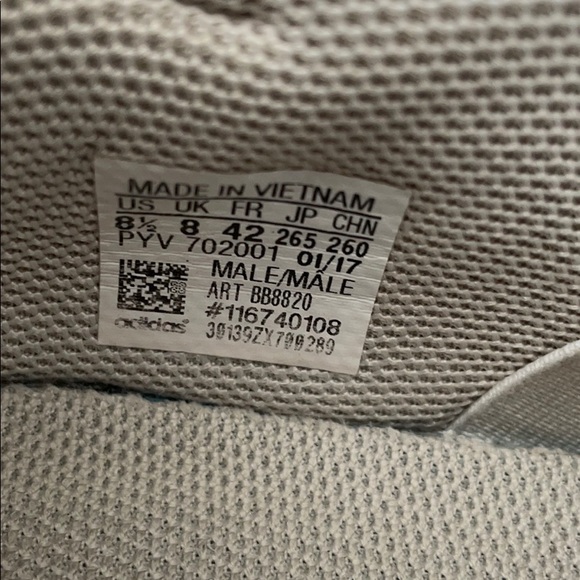 MADE IN VIETNAM
US UK FR JP CHN
8½ 8 42 265 260
PYV 702001 01/17
MALE/MÂLE
ART BB8820
#116740108
adidas 30139ZX700289